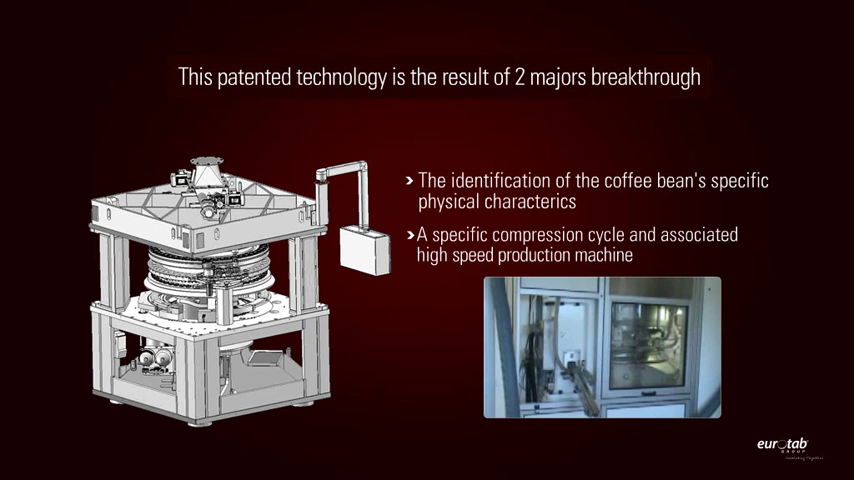 This patented technology is the result of 2 majors breakthrough
› The identification of the coffee bean's specific
physical characterics
› A specific compression cycle and associated
high speed production machine
eurotab
GROUP